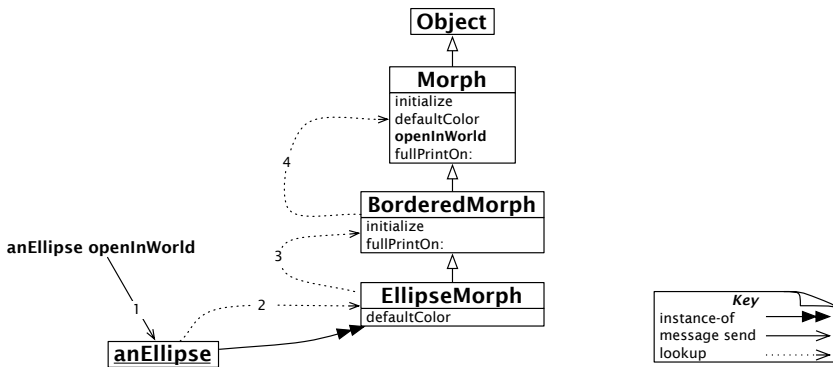 Object
Morph
initialize
defaultColor
openInWorld
fullPrintOn:
4
BorderedMorph
initialize
fullPrintOn:
anEllipse openInWorld
3
EllipseMorph
defaultColor
1
2
anEllipse
Key
instance-of
message send
lookup